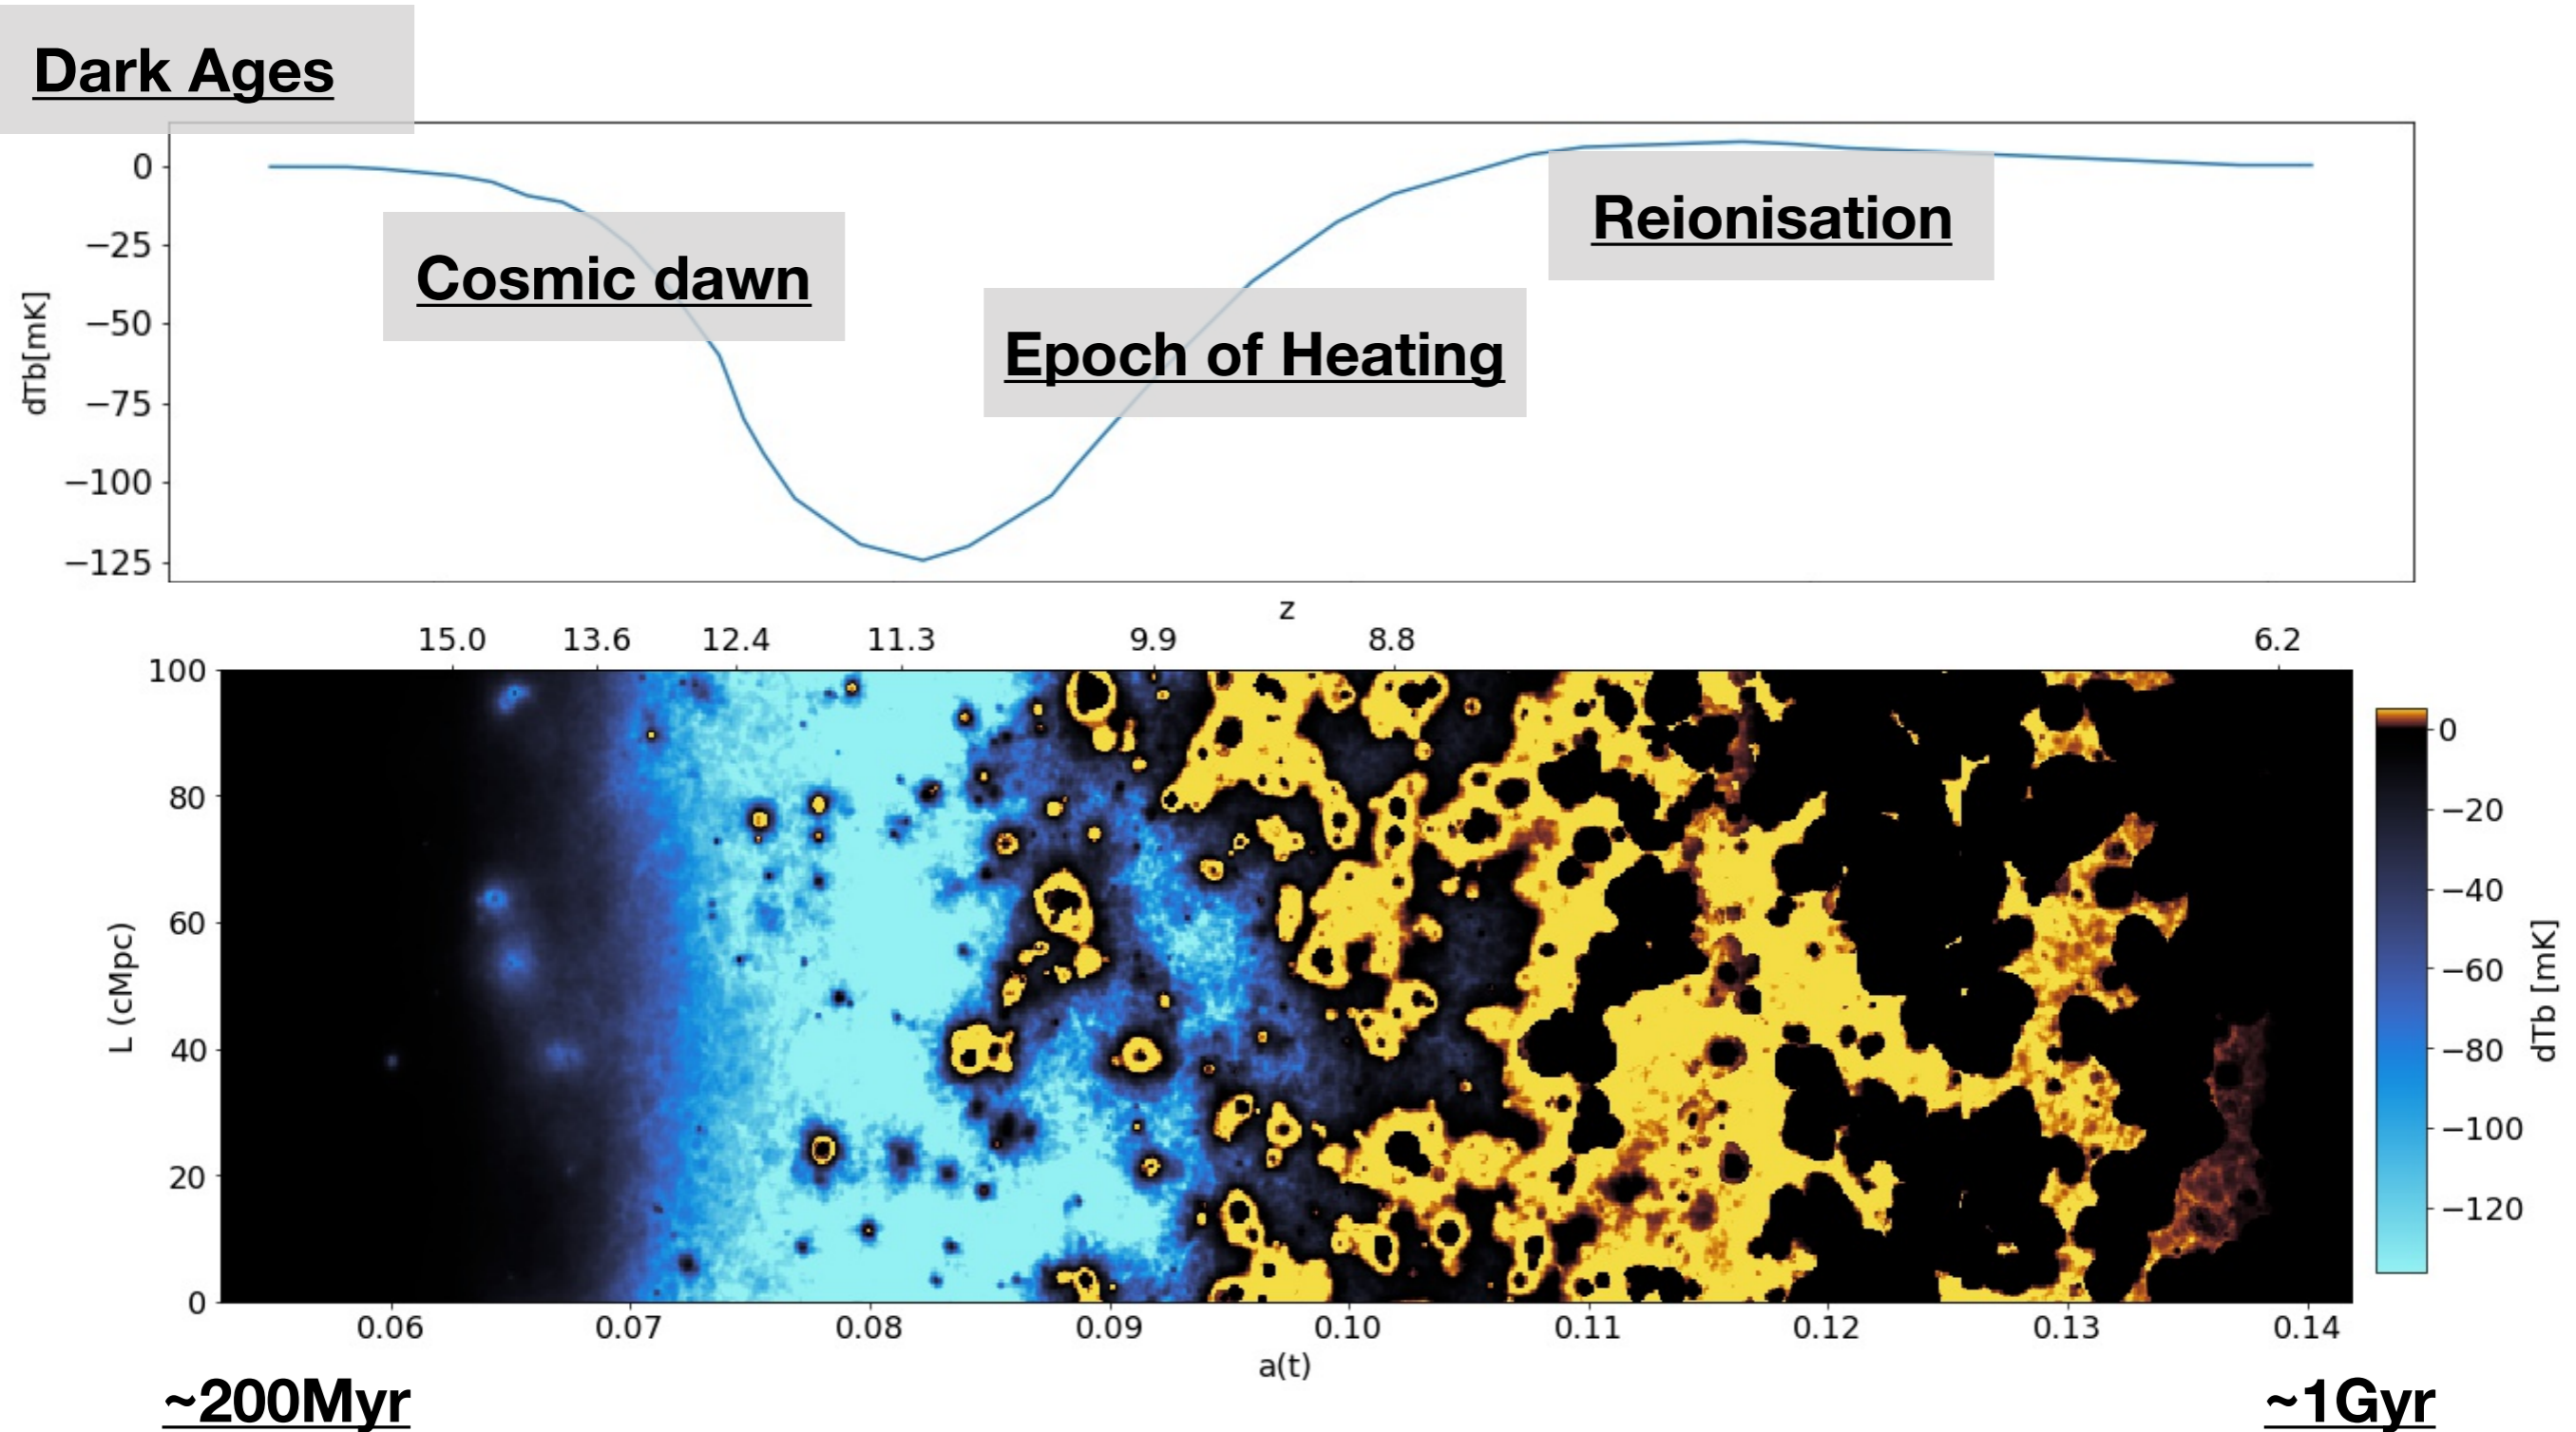 Dark Ages
0
−25
−50
−75
−100
−125
dTb[mK]
Cosmic dawn
Epoch of Heating
Reionisation
z
15.0 13.6 12.4 11.3 9.9 8.8 6.2
100
80
60
40
20
0
L (cMpc)
0
−20
−40
−60
−80
−100
−120
dTb [mK]
0.06 0.07 0.08 0.09 0.10 0.11 0.12 0.13 0.14
a(t)
~200Myr
~1Gyr